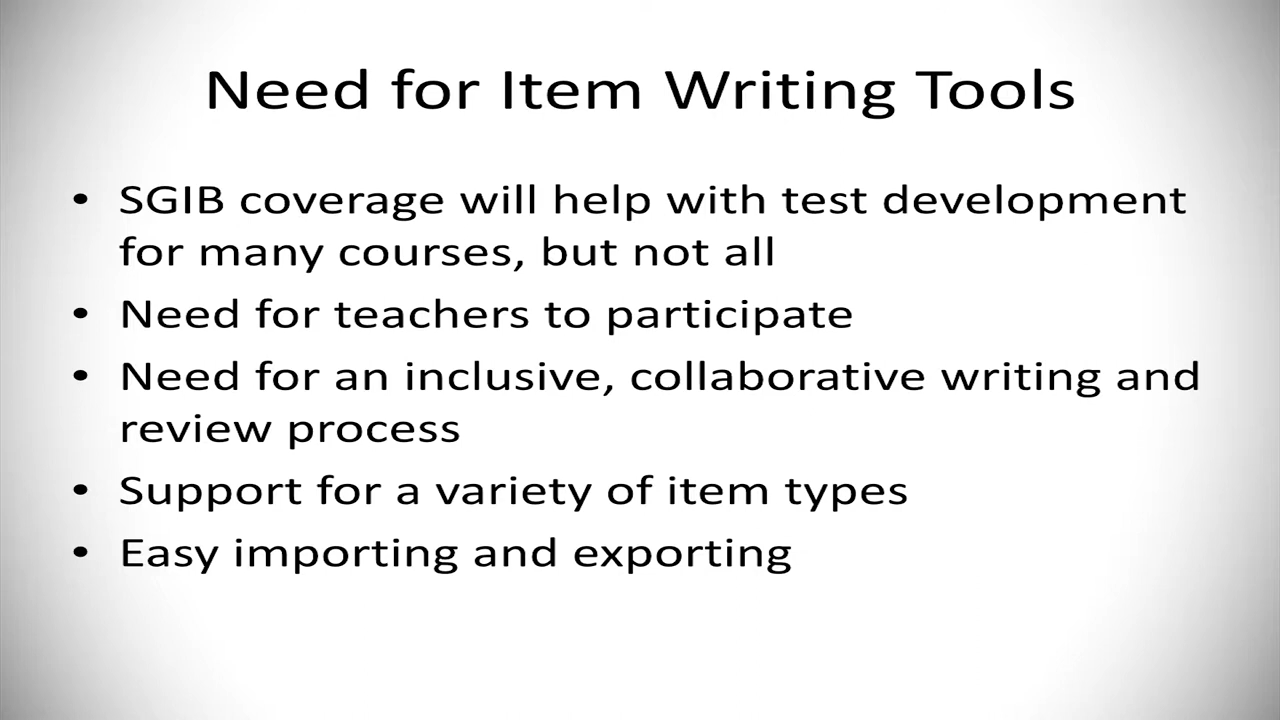 Need for Item Writing Tools
• SGIB coverage will help with test development
for many courses, but not all
• Need for teachers to participate
• Need for an inclusive, collaborative writing and
review process
• Support for a variety of item types
• Easy importing and exporting